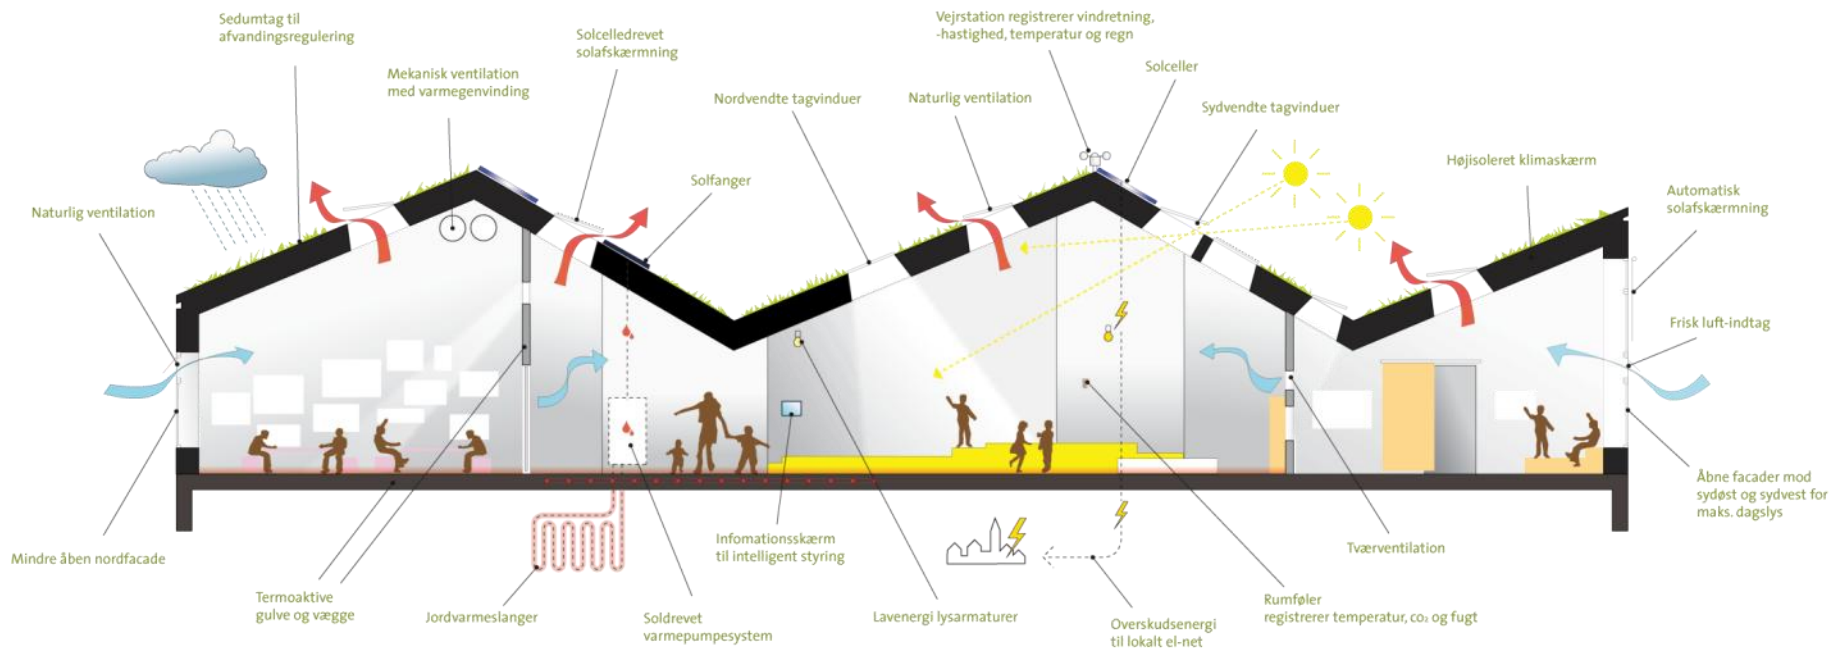 Sedumtag til
afvandingsregulering
Solcelledrevet
solafskærmning
Vejrstation registrerer vindretning,
-hastighed, temperatur og regn
Mekanisk ventilation
med varmegenvinding
Solceller
Nordvendte tagvinduer
Naturlig ventilation
Sydvendte tagvinduer
Højisoleret klimaskærm
Solfanger
Automatisk
solafskærmning
Naturlig ventilation
Frisk luft-indtag
Åbne facader mod
sydøst og sydvest for
maks. dagslys
Mindre åben nordfacade
Infomationsskærm
til intelligent styring
Tværventilation
Termoaktive
gulve og vægge
Jordvarmeslanger
Soldrevet
varmepumpesystem
Lavenergi lysarmaturer
Overskudsenergi
til lokalt el-net
Rumføler
registrerer temperatur, co₂ og fugt